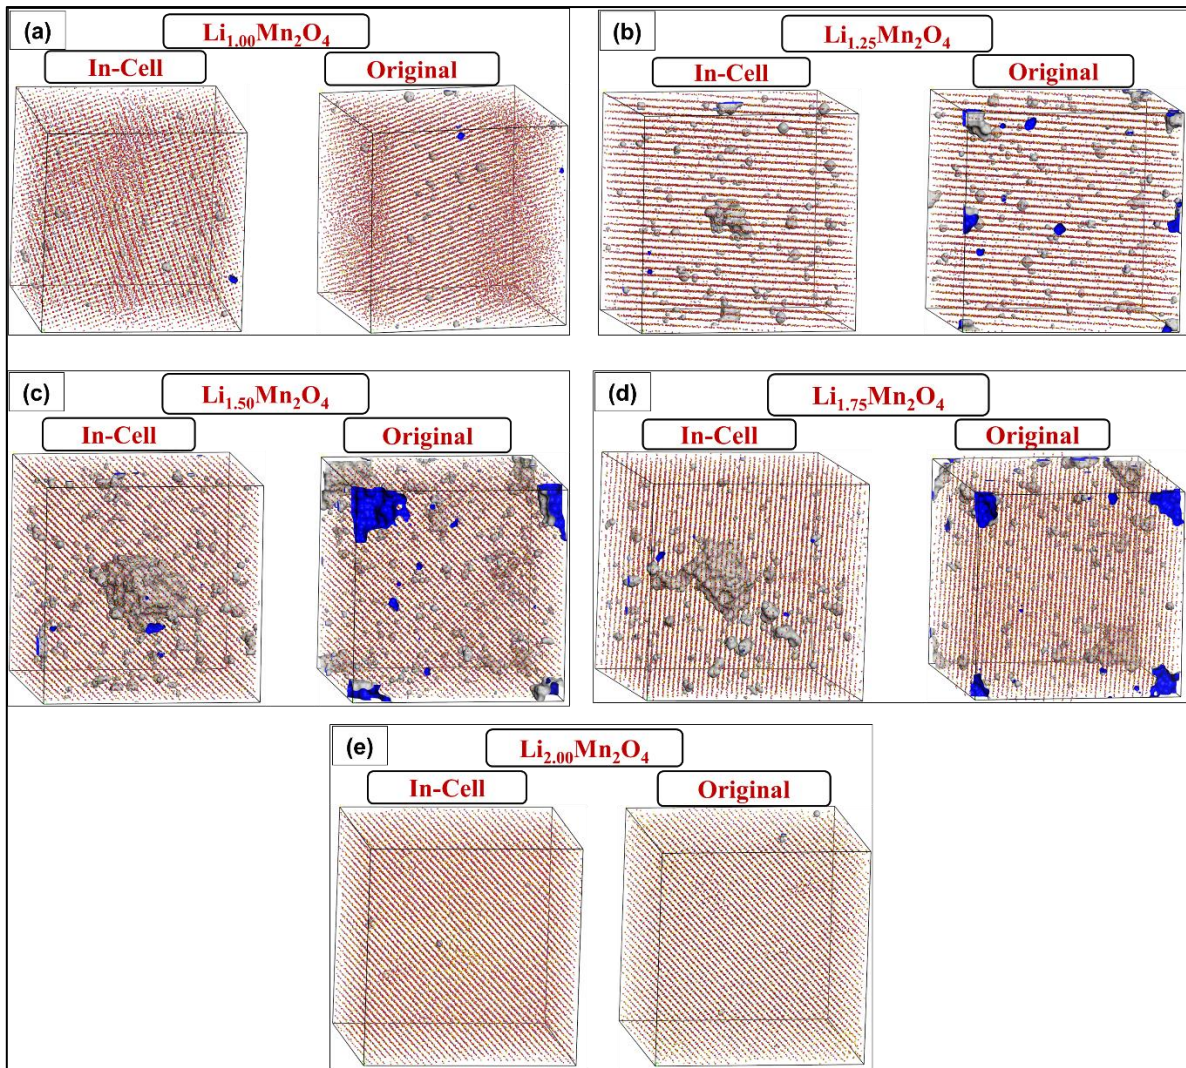 (a)
Li₁.₀₀Mn₂O₄
In-Cell
Original
(b)
Li₁.₂₅Mn₂O₄
In-Cell
Original
(c)
Li₁.₅₀Mn₂O₄
In-Cell
Original
(d)
Li₁.₇₅Mn₂O₄
In-Cell
Original
(e)
Li₂.₀₀Mn₂O₄
In-Cell
Original